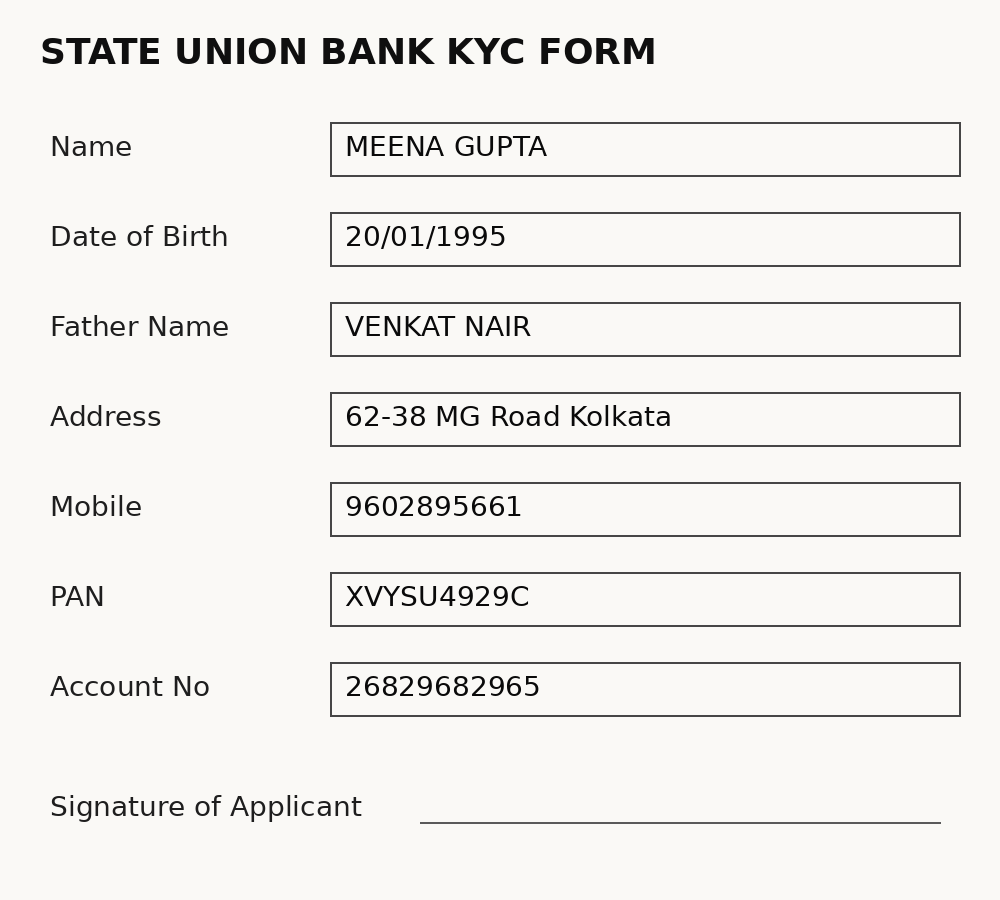 STATE UNION BANK KYC FORM
Name MEENA GUPTA
Date of Birth 20/01/1995
Father Name VENKAT NAIR
Address 62-38 MG Road Kolkata
Mobile 9602895661
PAN XVYSU4929C
Account No 26829682965
Signature of Applicant